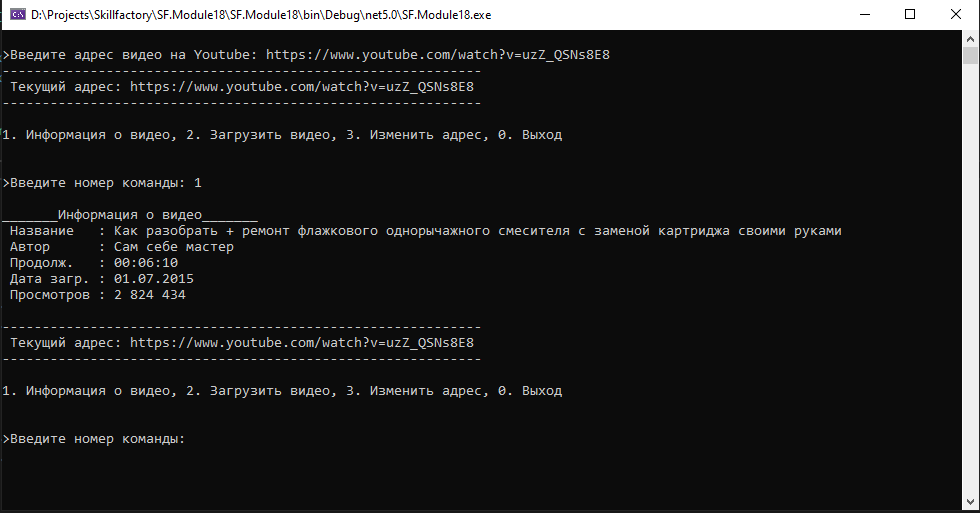 D:\Projects\Skillfactory\SF.Module18\SF.Module18\bin\Debug\net5.0\SF.Module18.exe
>Введите адрес видео на Youtube: https://www.youtube.com/watch?v=uzZ_QSNs8E8
------------------------------------------------------------
Текущий адрес: https://www.youtube.com/watch?v=uzZ_QSNs8E8
------------------------------------------------------------
1. Информация о видео, 2. Загрузить видео, 3. Изменить адрес, 0. Выход
>Введите номер команды: 1
_______Информация о видео_______
Название   : Как разобрать + ремонт флажкового однорычажного смесителя с заменой картриджа своими руками
Автор      : Сам себе мастер
Продолж.   : 00:06:10
Дата загр. : 01.07.2015
Просмотров : 2 824 434
------------------------------------------------------------
Текущий адрес: https://www.youtube.com/watch?v=uzZ_QSNs8E8
------------------------------------------------------------
1. Информация о видео, 2. Загрузить видео, 3. Изменить адрес, 0. Выход
>Введите номер команды: